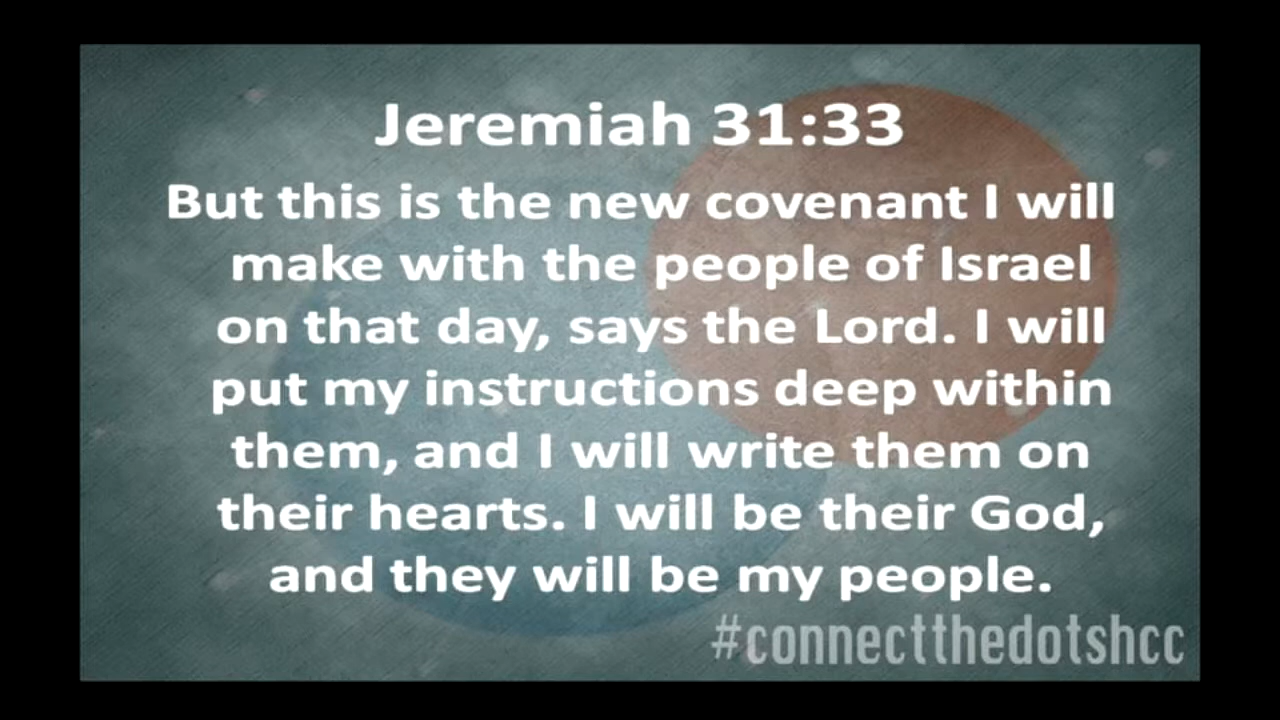 Jeremiah 31:33
But this is the new covenant I will
make with the people of Israel
on that day, says the Lord. I will
put my instructions deep within
them, and I will write them on
their hearts. I will be their God,
and they will be my people.
#connectthedotshcc